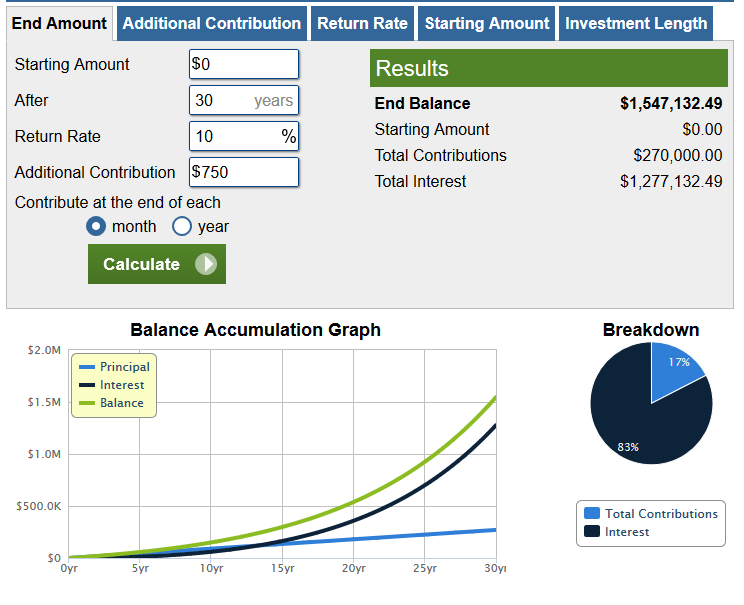 End Amount Additional Contribution Return Rate Starting Amount Investment Length
Starting Amount $0
After 30 years
Return Rate 10 %
Additional Contribution $750
Contribute at the end of each
month year
Calculate
Results
End Balance $1,547,132.49
Starting Amount $0.00
Total Contributions $270,000.00
Total Interest $1,277,132.49
Balance Accumulation Graph
$2.0M
$1.5M
$1.0M
$500.0K
$0
Principal
Interest
Balance
0yr 5yr 10yr 15yr 20yr 25yr 30yr
Breakdown
17%
83%
Total Contributions
Interest